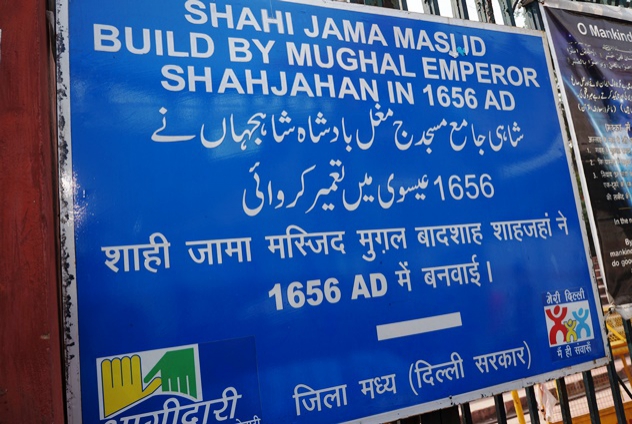 SHAHI JAMA MASJID
BUILD BY MUGHAL EMPEROR
SHAHJAHAN IN 1656 AD
شاہی جامع مسجد ج مغل بادشاہ شاہجہاں نے
1656 عیسوی میں تعمیر کروائی
शाही जामा मस्जिद मुग़ल बादशाह शाहजहां ने
1656 AD में बनवाई।
मेरी दिल्ली
मैं ही संवारूँ
जिला मध्य (दिल्ली सरकार)
भागीदारी
O Mankind